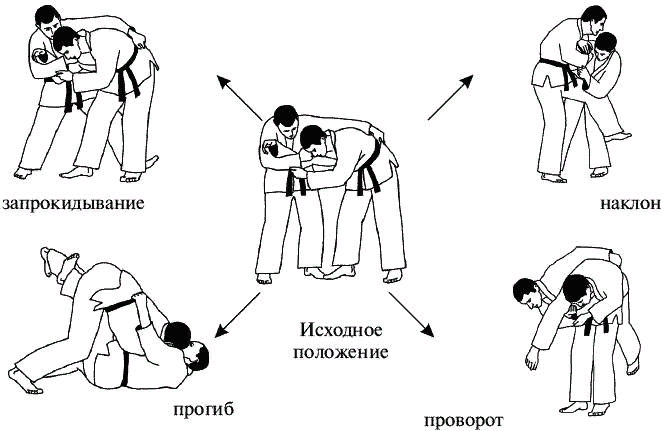 запрокидывание
наклон
Исходное
положение
прогиб
проворот